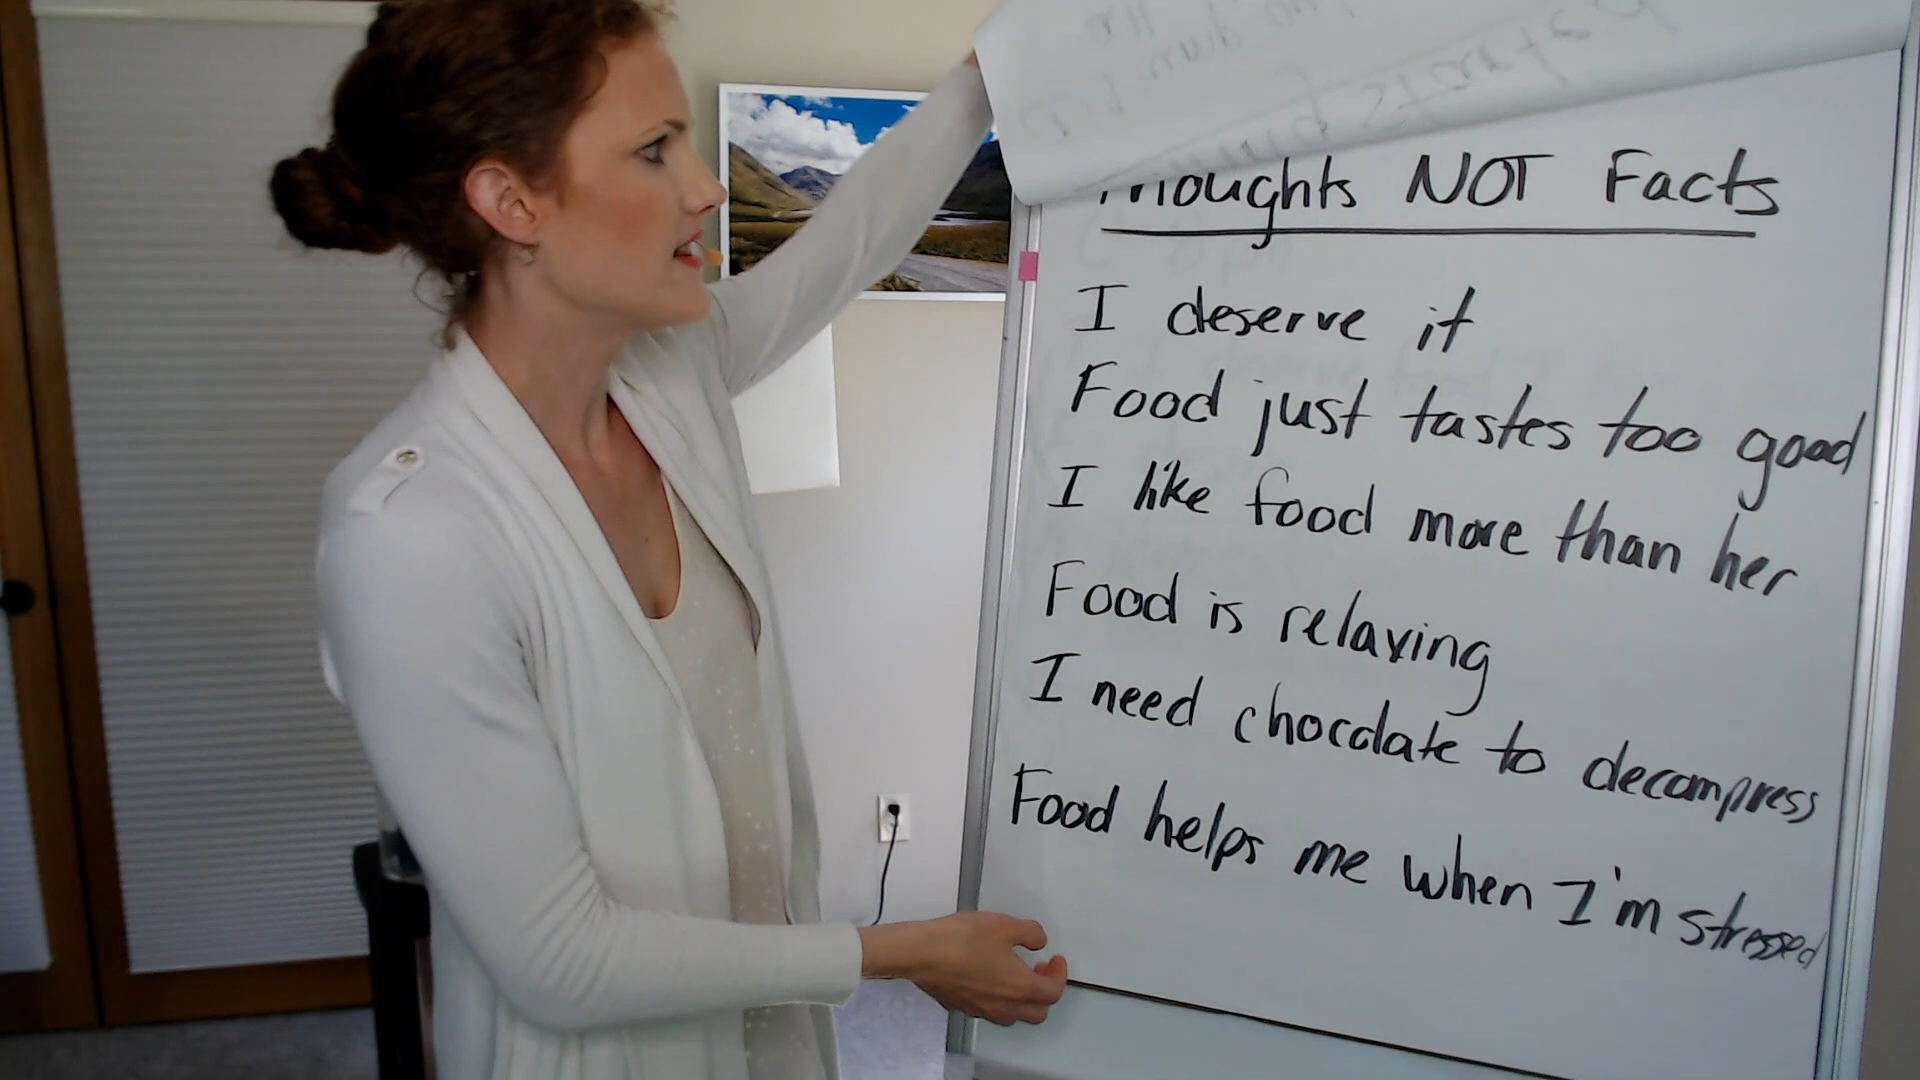 Thoughts NOT Facts
I deserve it
Food just tastes too good
I like food more than her
Food is relaxing
I need chocolate to decompress
Food helps me when I'm stressed